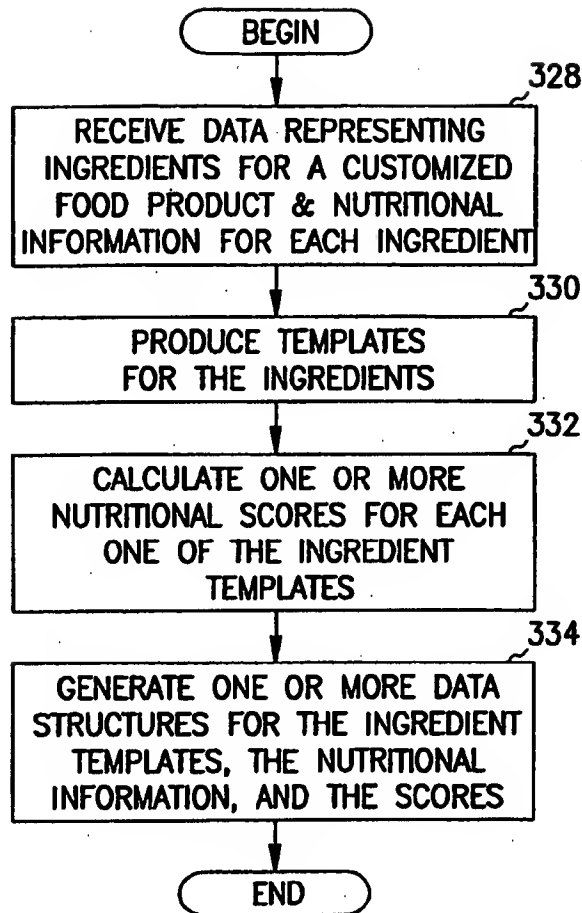 BEGIN
328
RECEIVE DATA REPRESENTING
INGREDIENTS FOR A CUSTOMIZED
FOOD PRODUCT & NUTRITIONAL
INFORMATION FOR EACH INGREDIENT
330
PRODUCE TEMPLATES
FOR THE INGREDIENTS
332
CALCULATE ONE OR MORE
NUTRITIONAL SCORES FOR EACH
ONE OF THE INGREDIENT
TEMPLATES
334
GENERATE ONE OR MORE DATA
STRUCTURES FOR THE INGREDIENT
TEMPLATES, THE NUTRITIONAL
INFORMATION, AND THE SCORES
END